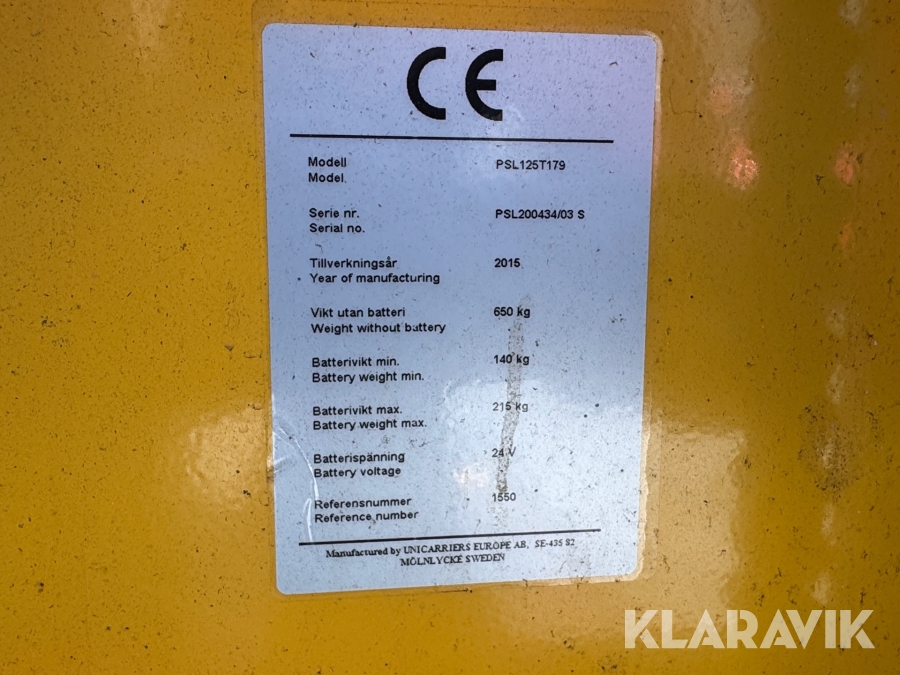 CE
Modell PSL125T179
Model.
Serie nr. PSL200434/03 S
Serial no.
Tillverkningsår 2015
Year of manufacturing
Vikt utan batteri 650 kg
Weight without battery
Batterivikt min. 140 kg
Battery weight min.
Batterivikt max. 215 kg
Battery weight max.
Batterispänning 24 V
Battery voltage
Referensnummer 1550
Reference number
Manufactured by UNICARRIERS EUROPE AB, SE-435 82
MÖLNLYCKE SWEDEN
KLARAVIK